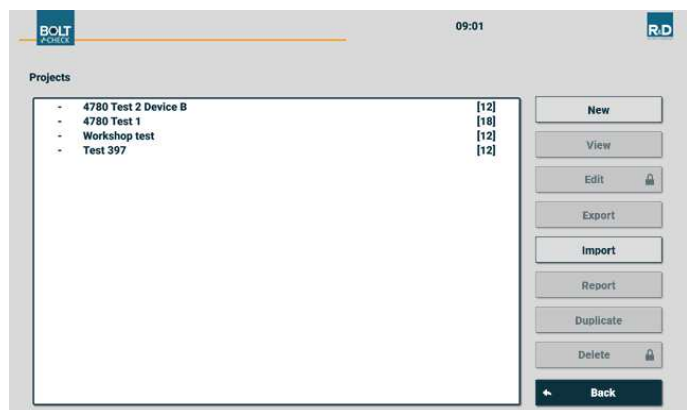 BOLT
CHECK
09:01
R&D
Projects
- 4780 Test 2 Device B [12]
- 4780 Test 1 [18]
- Workshop test [12]
- Test 397 [12]
New
View
Edit
Export
Import
Report
Duplicate
Delete
Back